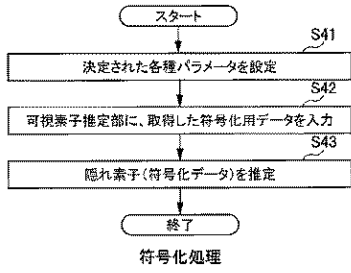 スタート
S41
決定された各種パラメータを設定
S42
可視素子推定部に、取得した符号化用データを入力
S43
隠れ素子(符号化データ)を推定
終了
符号化処理